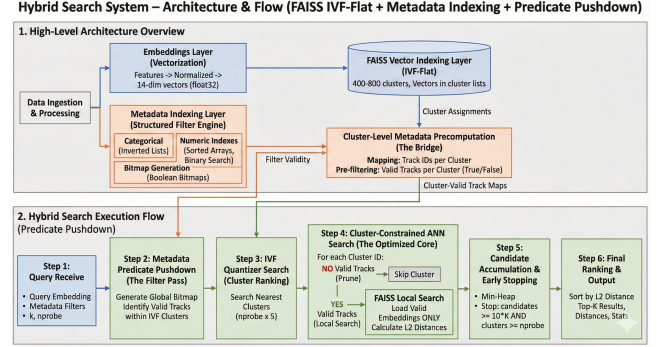 Hybrid Search System – Architecture & Flow (FAISS IVF-Flat + Metadata Indexing + Predicate Pushdown)
1. High-Level Architecture Overview
Data Ingestion
& Processing
Embeddings Layer
(Vectorization)
Features -> Normalized ->
14-dim vectors (float32)
FAISS Vector Indexing Layer
(IVF-Flat)
400-800 clusters, Vectors in cluster lists
Cluster Assignments
Metadata Indexing Layer
(Structured Filter Engine)
Categorical
(Inverted Lists)
Numeric Indexes
(Sorted Arrays,
Binary Search)
Bitmap Generation
(Boolean Bitmaps)
Filter Validity
Cluster-Level Metadata Precomputation
(The Bridge)
Mapping: Track IDs per Cluster
Pre-filtering: Valid Tracks per Cluster (True/False)
Cluster-Valid Track Maps
2. Hybrid Search Execution Flow
(Predicate Pushdown)
Step 1:
Query Receive
• Query Embedding
• Metadata Filters
• k, nprobe
Step 2: Metadata
Predicate Pushdown
(The Filter Pass)
Generate Global Bitmap
Identify Valid Tracks
within IVF Clusters
Step 3: IVF
Quantizer Search
(Cluster Ranking)
Search Nearest
Clusters
(nprobe x 5)
Step 4: Cluster-Constrained ANN
Search (The Optimized Core)
For each Cluster ID:
NO Valid Tracks
(Prune)
Skip Cluster
YES
Valid Tracks
(Local Search)
FAISS Local Search
Load Valid
Embeddings ONLY
Calculate L2 Distances
Step 5:
Candidate
Accumulation &
Early Stopping
• Min-Heap
• Stop: candidates
>= 10*K AND
clusters >= nprobe
Step 6: Final
Ranking &
Output
Sort by L2 Distance
Top-K Results,
Distances, Stats